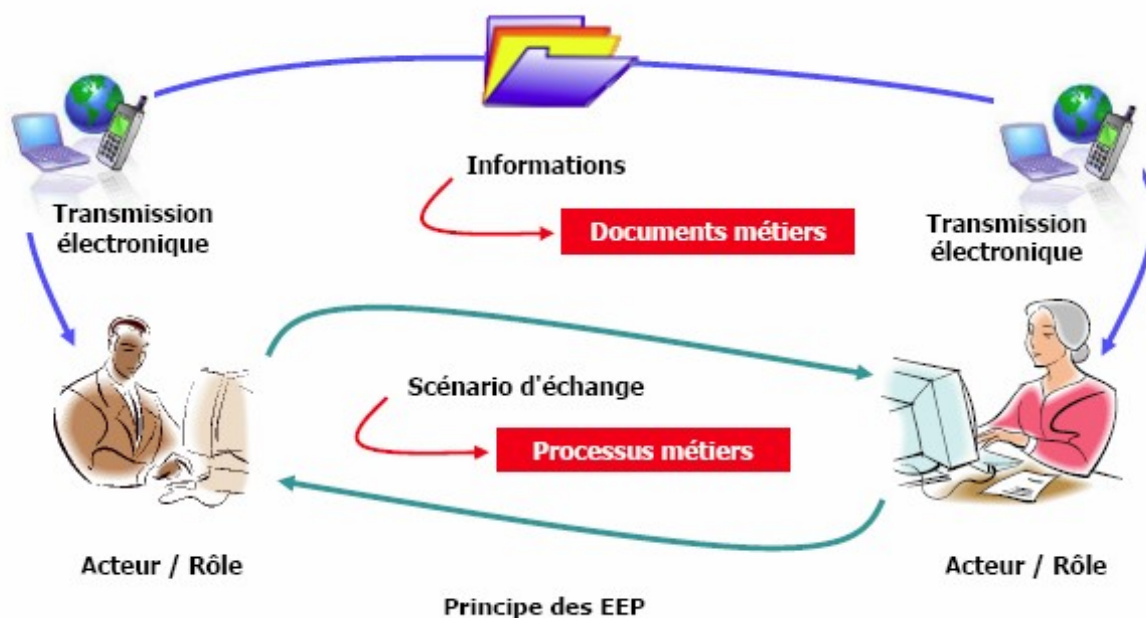 Informations
Transmission
électronique
Transmission
électronique
Documents métiers
Scénario d'échange
Processus métiers
Acteur / Rôle
Acteur / Rôle
Principe des EEP